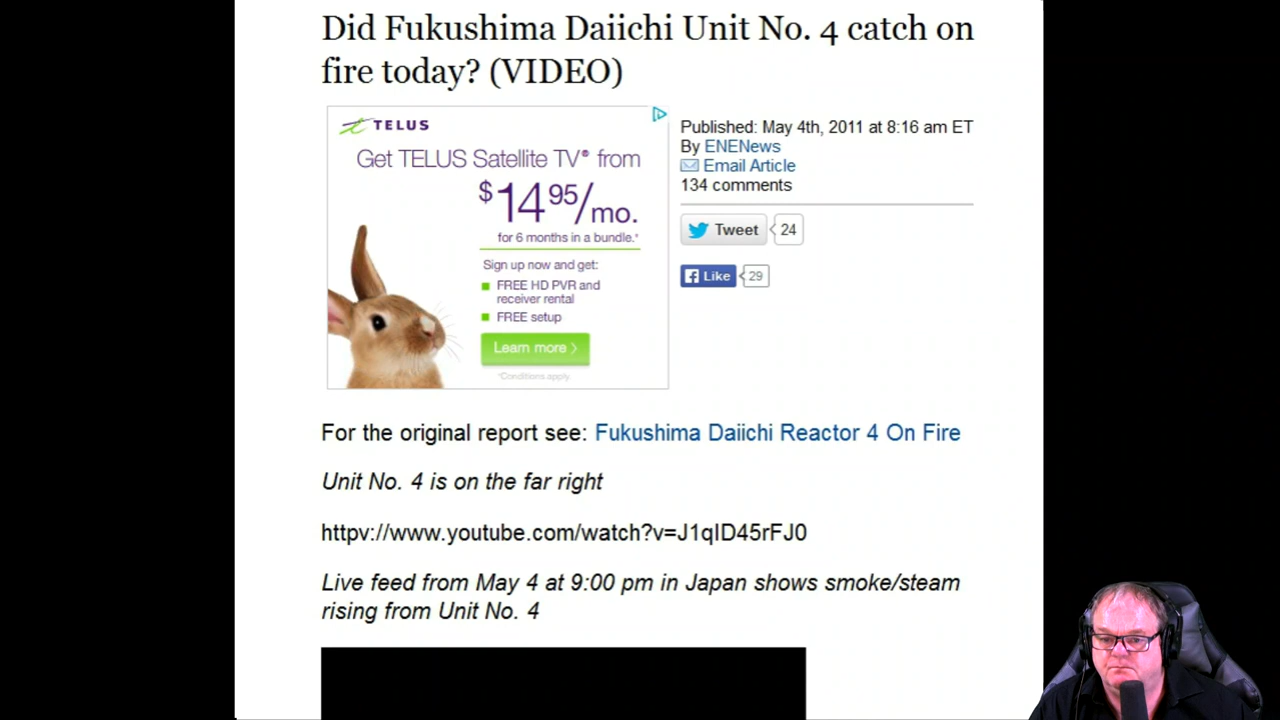 Did Fukushima Daiichi Unit No. 4 catch on
fire today? (VIDEO)
TELUS
Get TELUS Satellite TV® from
$14 95/mo.
for 6 months in a bundle.*
Sign up now and get:
FREE HD PVR and
receiver rental
FREE setup
Learn more >
*Conditions apply.
Published: May 4th, 2011 at 8:16 am ET
By ENENews
Email Article
134 comments
Tweet 24
Like 29
For the original report see: Fukushima Daiichi Reactor 4 On Fire
Unit No. 4 is on the far right
httpv://www.youtube.com/watch?v=J1qID45rFJ0
Live feed from May 4 at 9:00 pm in Japan shows smoke/steam
rising from Unit No. 4